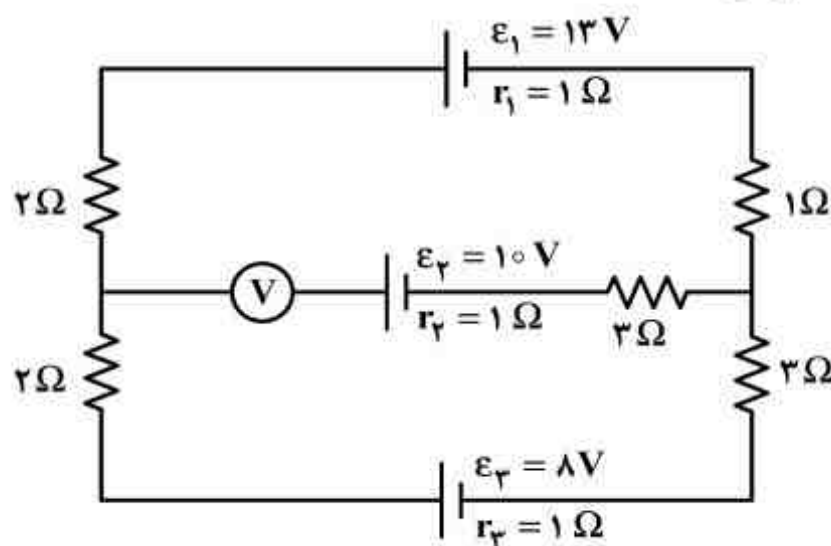 ε₁ = ۱۳ V
r₁ = ۱ Ω
۲Ω
۱Ω
V
ε₂ = ۱۰ V
r₂ = ۱ Ω
۳Ω
۲Ω
۳Ω
ε₃ = ۸V
r₃ = ۱ Ω